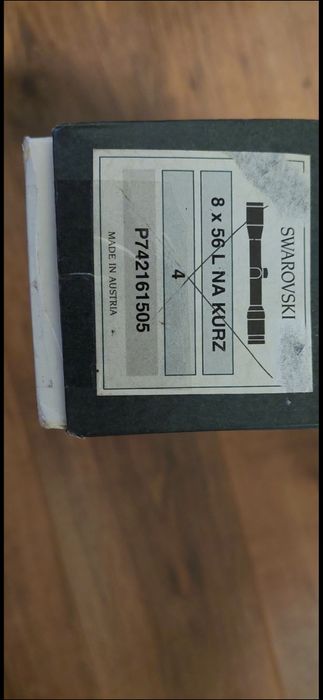 SWAROVSKI
8 x 56 L NA KURZ
4
P742161505
MADE IN AUSTRIA